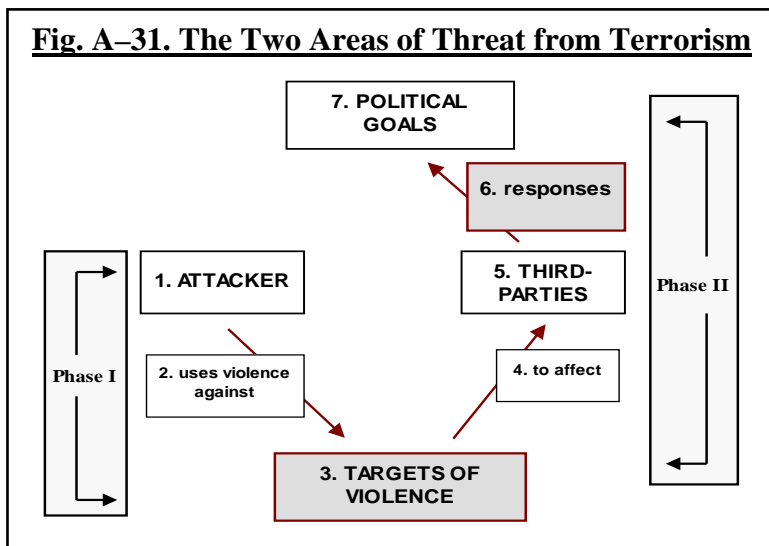 Fig. A–31. The Two Areas of Threat from Terrorism
7. POLITICAL
GOALS
6. responses
1. ATTACKER
5. THIRD-
PARTIES
Phase II
Phase I
2. uses violence
against
4. to affect
3. TARGETS OF
VIOLENCE